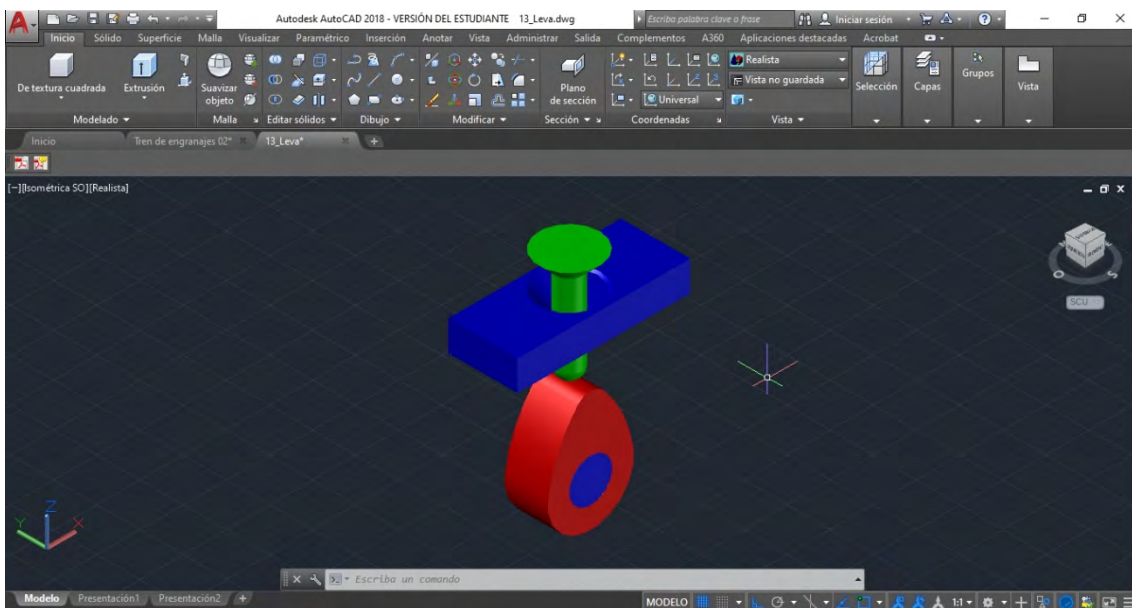 Autodesk AutoCAD 2018 - VERSIÓN DEL ESTUDIANTE 13_Leva.dwg
Escriba palabra clave o frase
Iniciar sesión
Inicio Sólido Superficie Malla Visualizar Paramétrico Inserción Anotar Vista Administrar Salida Complementos A360 Aplicaciones destacadas Acrobat
Realista
De textura cuadrada Extrusión Suavizar objeto Plano de sección Vista no guardada Selección Capas Grupos Vista
Universal
Modelado Malla Editar sólidos Dibujo Modificar Sección Coordenadas Vista
Inicio Tren de engranajes 02* 13_Leva*
[−][Isométrica SO][Realista]
SCU
Z
Y X
Escriba un comando
Modelo Presentación1 Presentación2 +
MODELO 1:1